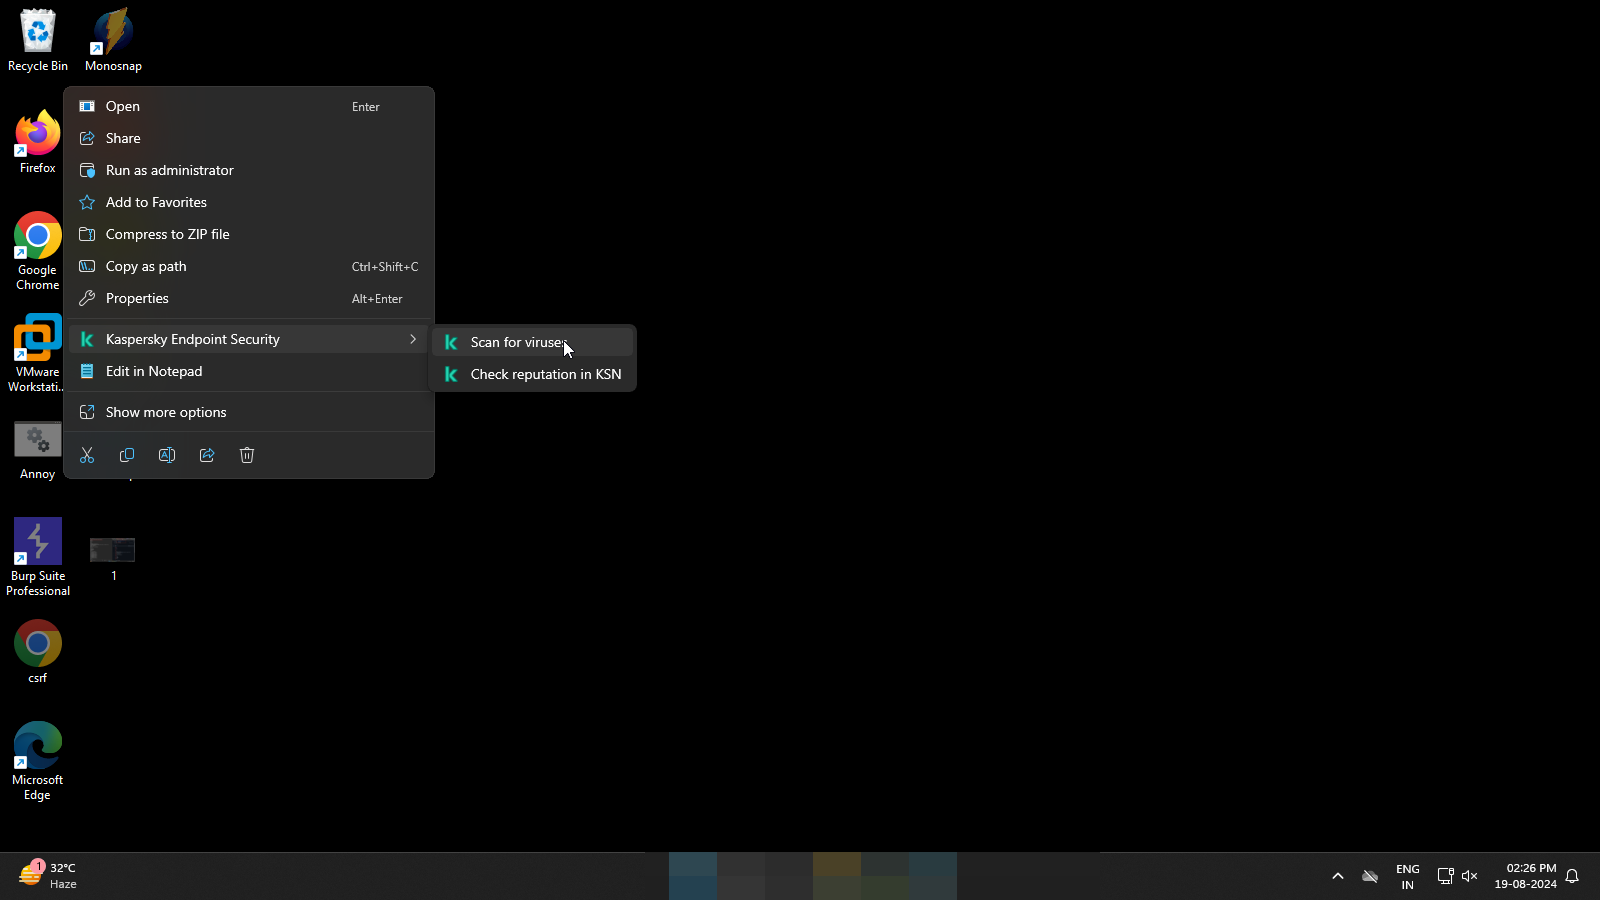 Recycle Bin
Monosnap
Firefox
Google
Chrome
VMware
Workstati...
Annoy
Burp Suite
Professional
1
csrf
Microsoft
Edge
Open Enter
Share
Run as administrator
Add to Favorites
Compress to ZIP file
Copy as path Ctrl+Shift+C
Properties Alt+Enter
Kaspersky Endpoint Security
Edit in Notepad
Show more options
Scan for viruses
Check reputation in KSN
1
32°C
Haze
ENG
IN
02:26 PM
19-08-2024